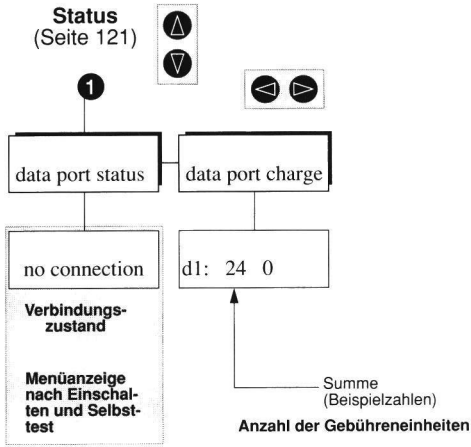 Status
(Seite 121)
1
data port status
data port charge
no connection
d1: 24 0
Verbindungs-
zustand
Menüanzeige
nach Einschal-
ten und Selbst-
test
Summe
(Beispielzahlen)
Anzahl der Gebühreneinheiten